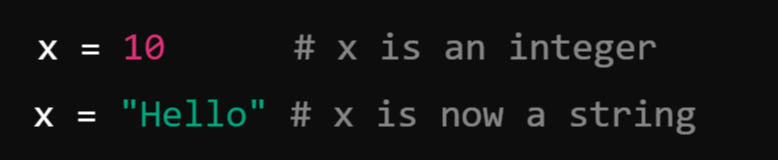 x = 10      # x is an integer
x = "Hello" # x is now a string